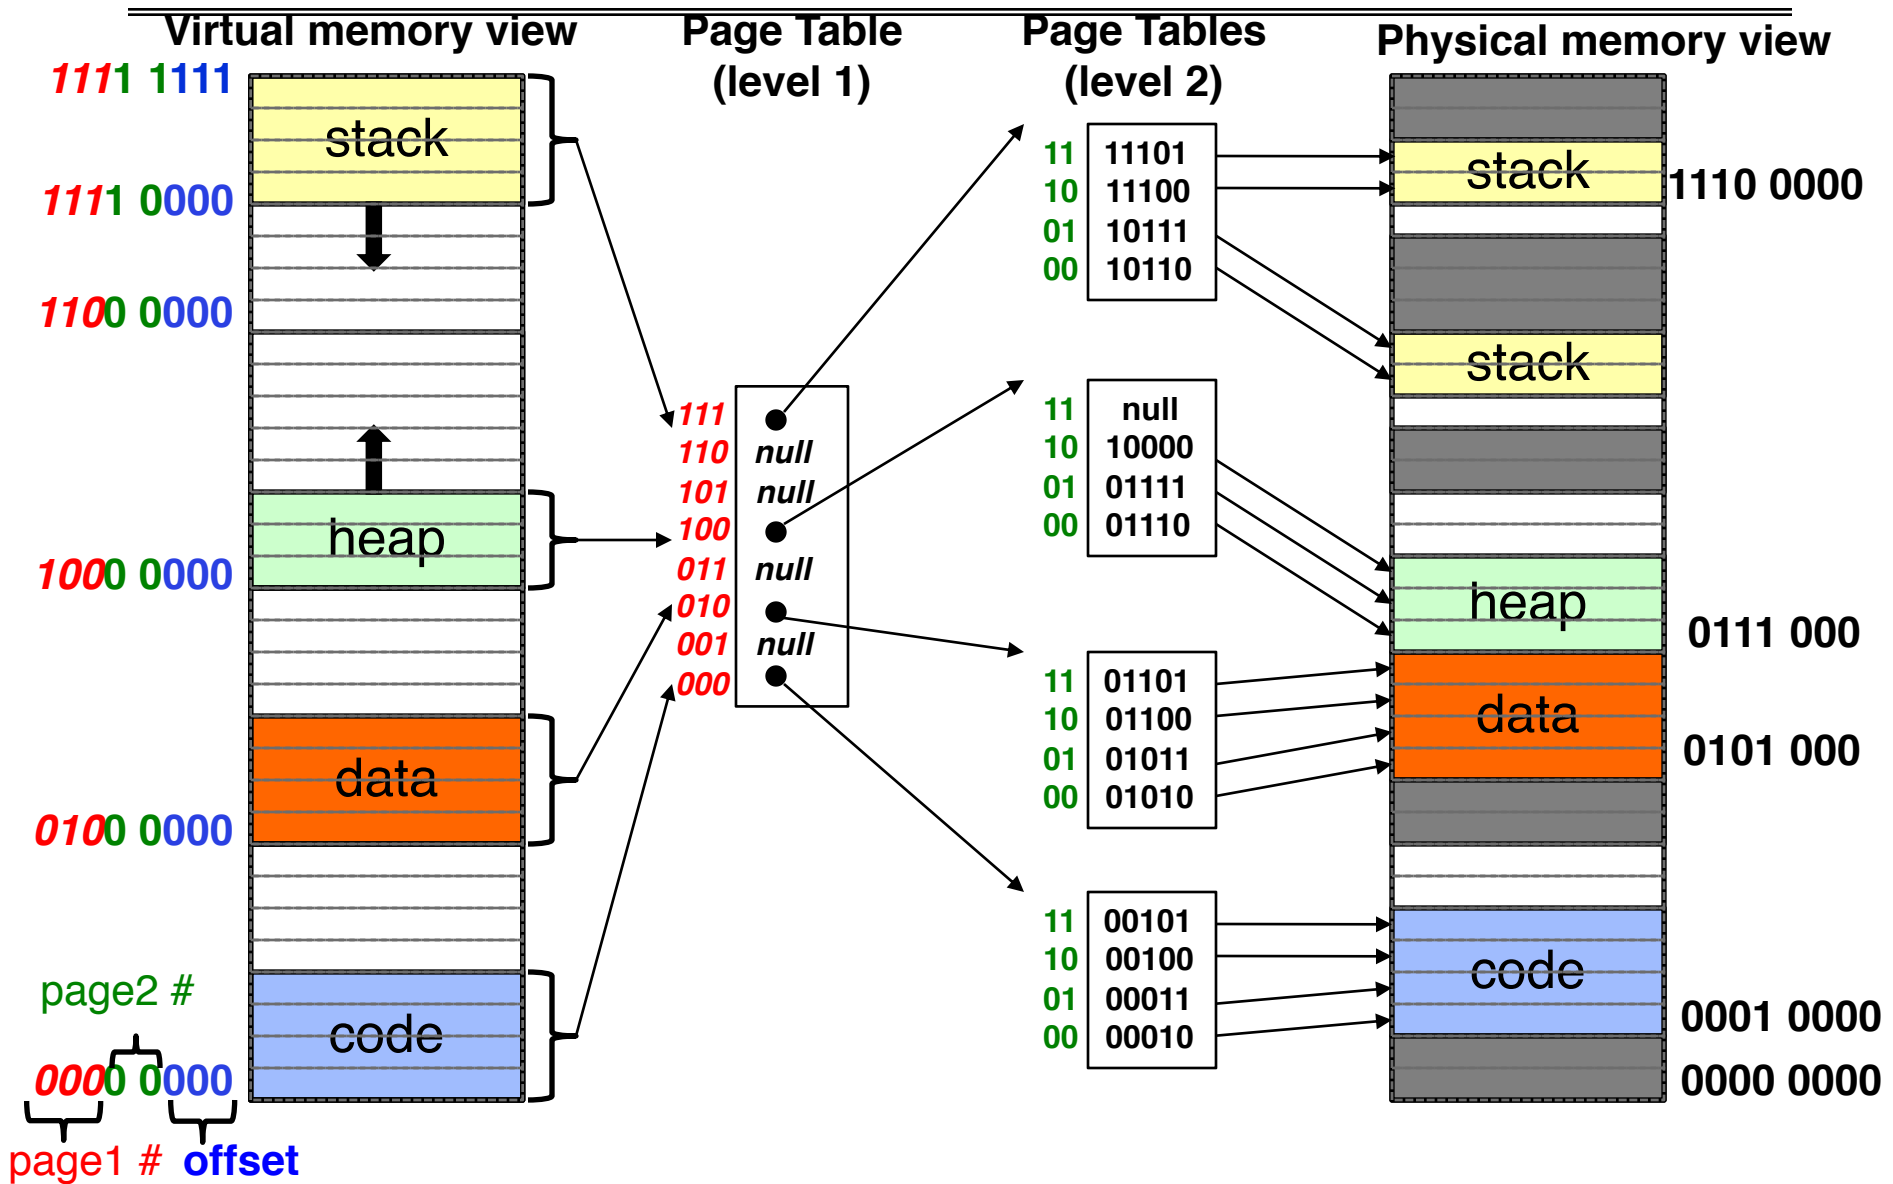 Virtual memory view
Page Table
(level 1)
Page Tables
(level 2)
Physical memory view
1111 1111
stack
1111 0000
1100 0000
heap
1000 0000
data
0100 0000
page2 #
code
0000 0000
page1 #
offset
111
110 null
101 null
100
011 null
010
001 null
000
11 11101
10 11100
01 10111
00 10110
11 null
10 10000
01 01111
00 01110
11 01101
10 01100
01 01011
00 01010
11 00101
10 00100
01 00011
00 00010
stack
1110 0000
stack
heap
0111 000
data
0101 000
code
0001 0000
0000 0000